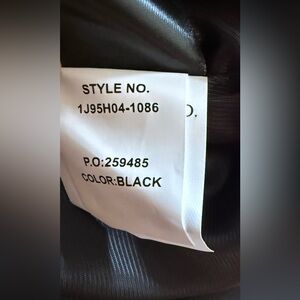 STYLE NO.
1J95H04-1086
O.
P.O:259485
COLOR:BLACK